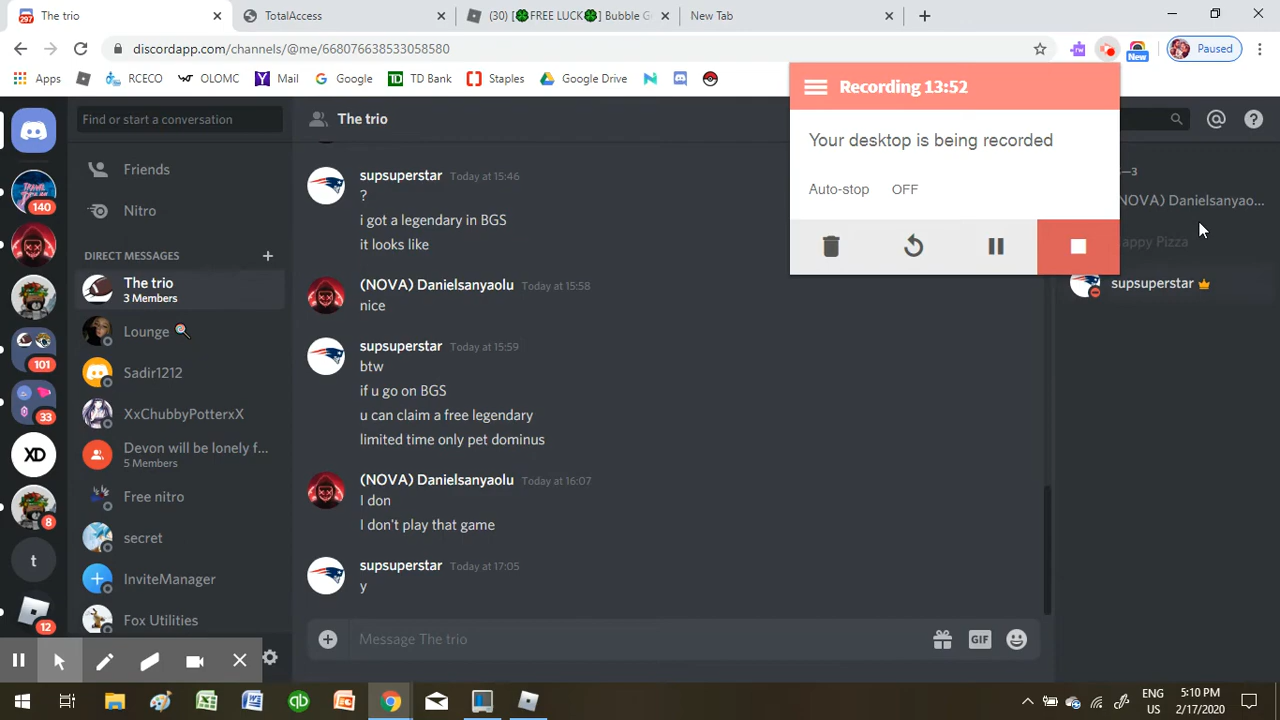 297
The trio
TotalAccess
(30) [🍀FREE LUCK🍀] Bubble G
New Tab
discordapp.com/channels/@me/668076638533058580
New
Paused
Apps
RCECO
OLOMC
Mail
Google
TD Bank
Staples
Google Drive
Recording 13:52
Your desktop is being recorded
Auto-stop OFF
Find or start a conversation
Friends
Nitro
DIRECT MESSAGES
The trio
3 Members
Lounge
Sadir1212
XxChubbyPotterxX
Devon will be lonely f...
5 Members
Free nitro
secret
InviteManager
Fox Utilities
140
101
33
XD
8
t
12
The trio
supsuperstar Today at 15:46
?
i got a legendary in BGS
it looks like
(NOVA) Danielsanyaolu Today at 15:58
nice
supsuperstar Today at 15:59
btw
if u go on BGS
u can claim a free legendary
limited time only pet dominus
(NOVA) Danielsanyaolu Today at 16:07
I don
I don't play that game
supsuperstar Today at 17:05
y
Message The trio
GIF
—3
NOVA) Danielsanyao...
appy Pizza
supsuperstar
ENG
US
5:10 PM
2/17/2020